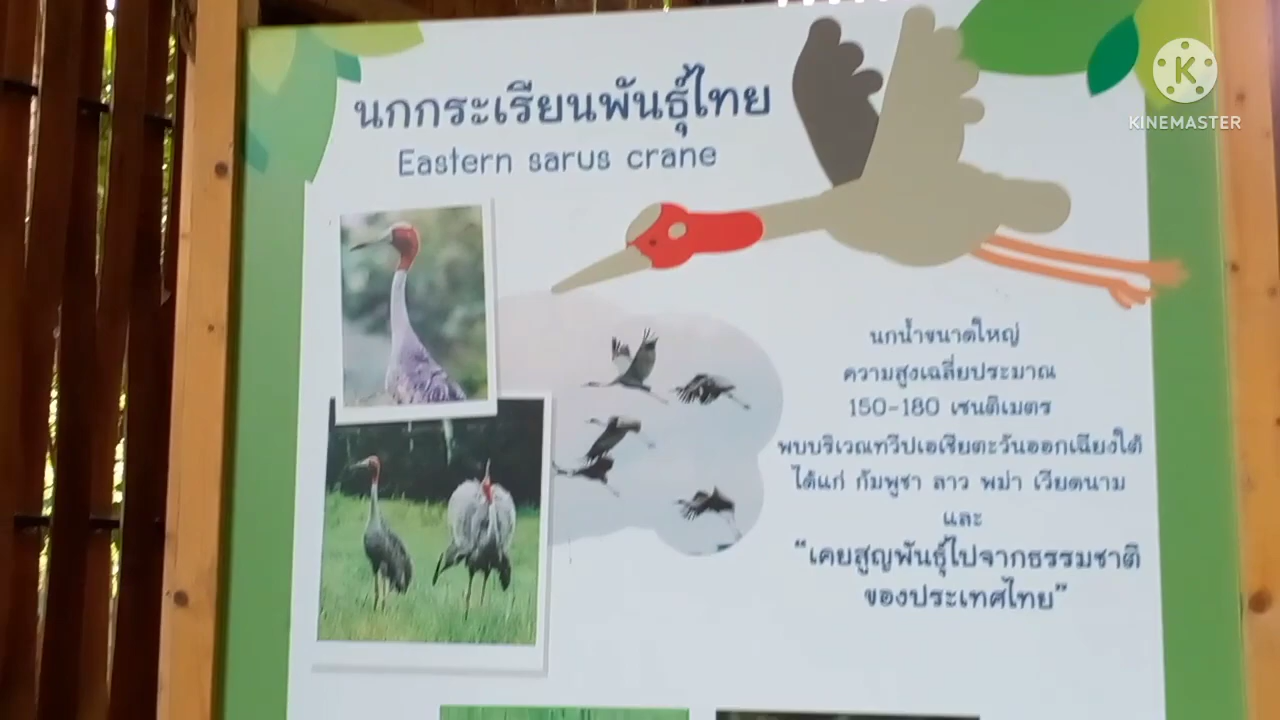 นกกระเรียนพันธุ์ไทย
Eastern sarus crane
K
KINEMASTER
นกน้ำขนาดใหญ่
ความสูงเฉลี่ยประมาณ
150-180 เซนติเมตร
พบบริเวณทวีปเอเชียตะวันออกเฉียงใต้
ได้แก่ กัมพูชา ลาว พม่า เวียดนาม
และ
“เคยสูญพันธุ์ไปจากธรรมชาติ
ของประเทศไทย”